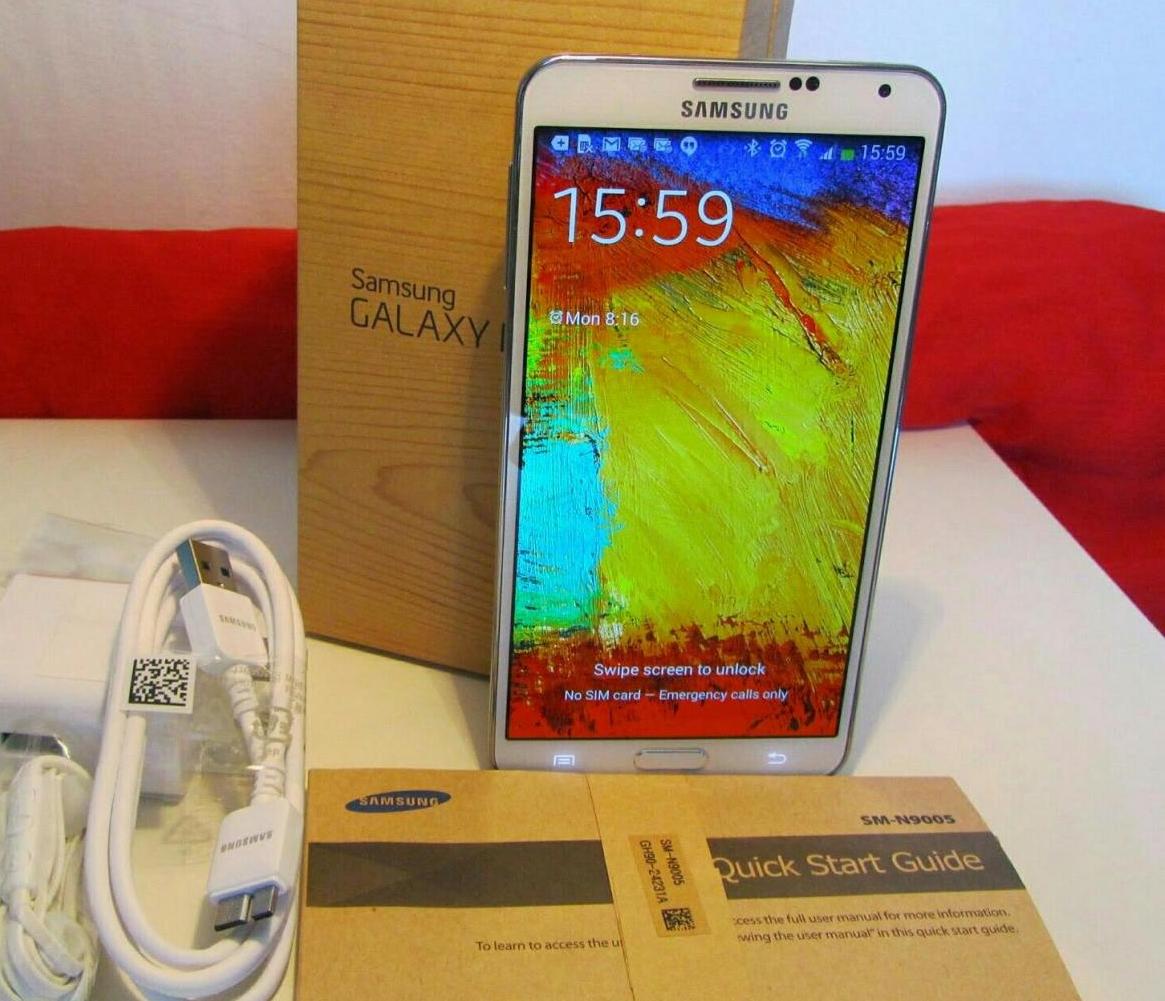 SAMSUNG
15:59
15:59
Mon 8:16
Samsung
GALAXY
Swipe screen to unlock
No SIM card — Emergency calls only
SAMSUNG
SAMSUNG
SAMSUNG
SM-N9005
Quick Start Guide
SM-N9005
GH90-24231A
To learn to access the
the full user manual for more information.
the user manual" in this quick start guide.